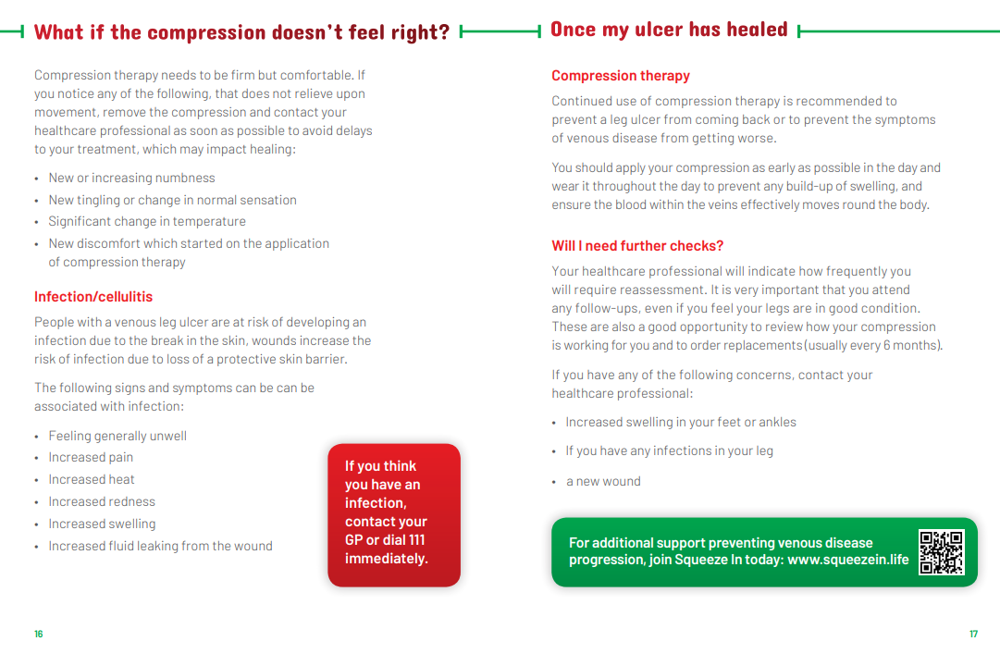 What if the compression doesn't feel right?
Compression therapy needs to be firm but comfortable. If
you notice any of the following, that does not relieve upon
movement, remove the compression and contact your
healthcare professional as soon as possible to avoid delays
to your treatment, which may impact healing:
• New or increasing numbness
• New tingling or change in normal sensation
• Significant change in temperature
• New discomfort which started on the application
of compression therapy
Infection/cellulitis
People with a venous leg ulcer are at risk of developing an
infection due to the break in the skin, wounds increase the
risk of infection due to loss of a protective skin barrier.
The following signs and symptoms can be can be
associated with infection:
• Feeling generally unwell
• Increased pain
• Increased heat
• Increased redness
• Increased swelling
• Increased fluid leaking from the wound
If you think
you have an
infection,
contact your
GP or dial 111
immediately.
16
Once my ulcer has healed
Compression therapy
Continued use of compression therapy is recommended to
prevent a leg ulcer from coming back or to prevent the symptoms
of venous disease from getting worse.
You should apply your compression as early as possible in the day and
wear it throughout the day to prevent any build-up of swelling, and
ensure the blood within the veins effectively moves round the body.
Will I need further checks?
Your healthcare professional will indicate how frequently you
will require reassessment. It is very important that you attend
any follow-ups, even if you feel your legs are in good condition.
These are also a good opportunity to review how your compression
is working for you and to order replacements (usually every 6 months).
If you have any of the following concerns, contact your
healthcare professional:
• Increased swelling in your feet or ankles
• If you have any infections in your leg
• a new wound
For additional support preventing venous disease
progression, join Squeeze In today: www.squeezein.life
17